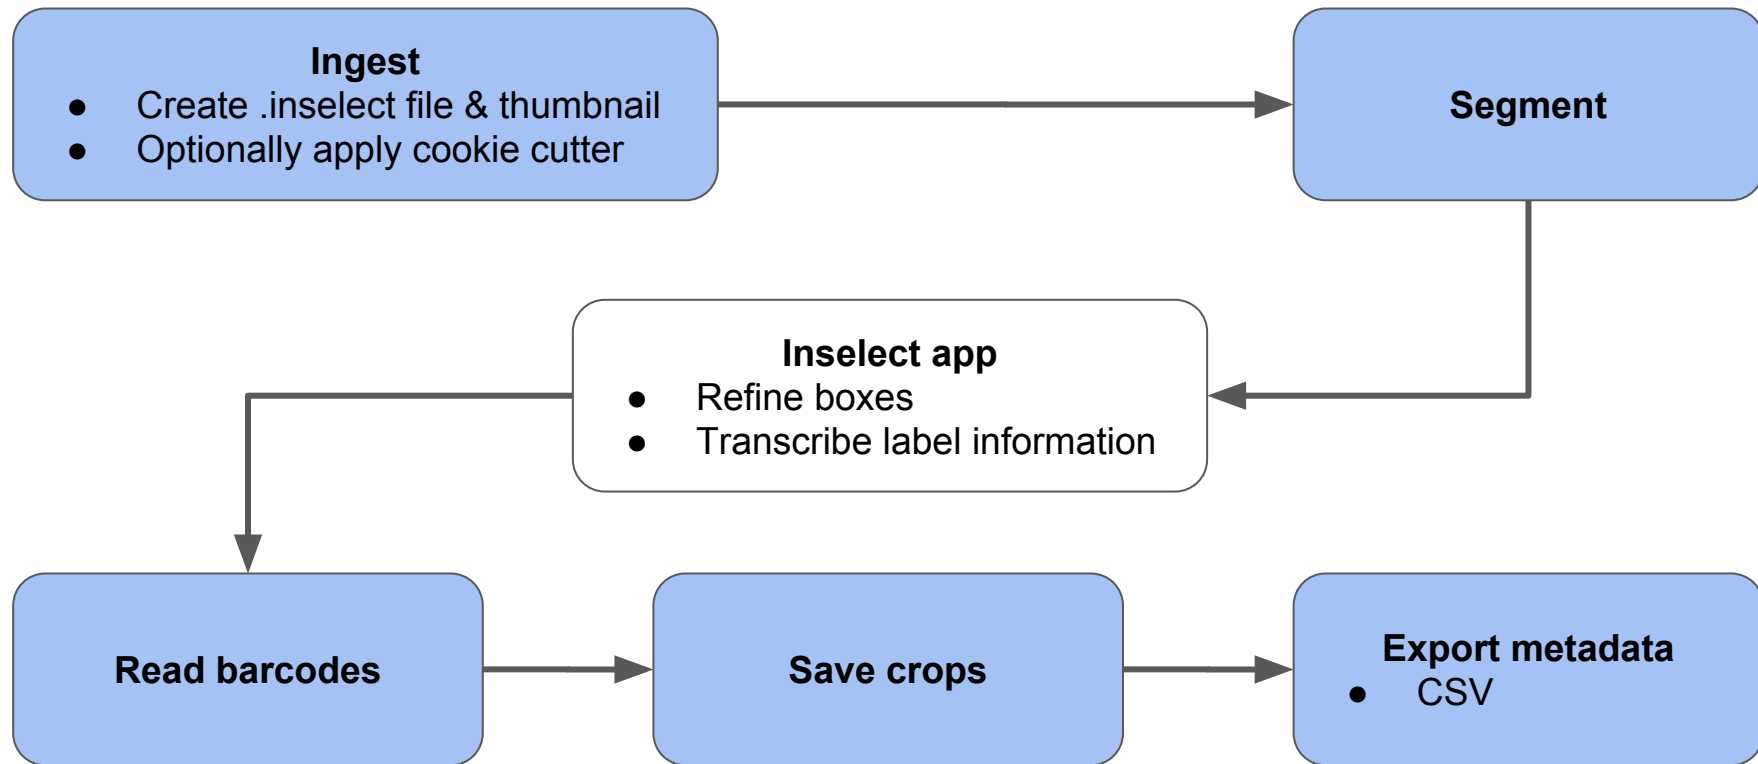 Ingest
● Create .inselect file & thumbnail
● Optionally apply cookie cutter
Segment
Inselect app
● Refine boxes
● Transcribe label information
Read barcodes
Save crops
Export metadata
● CSV